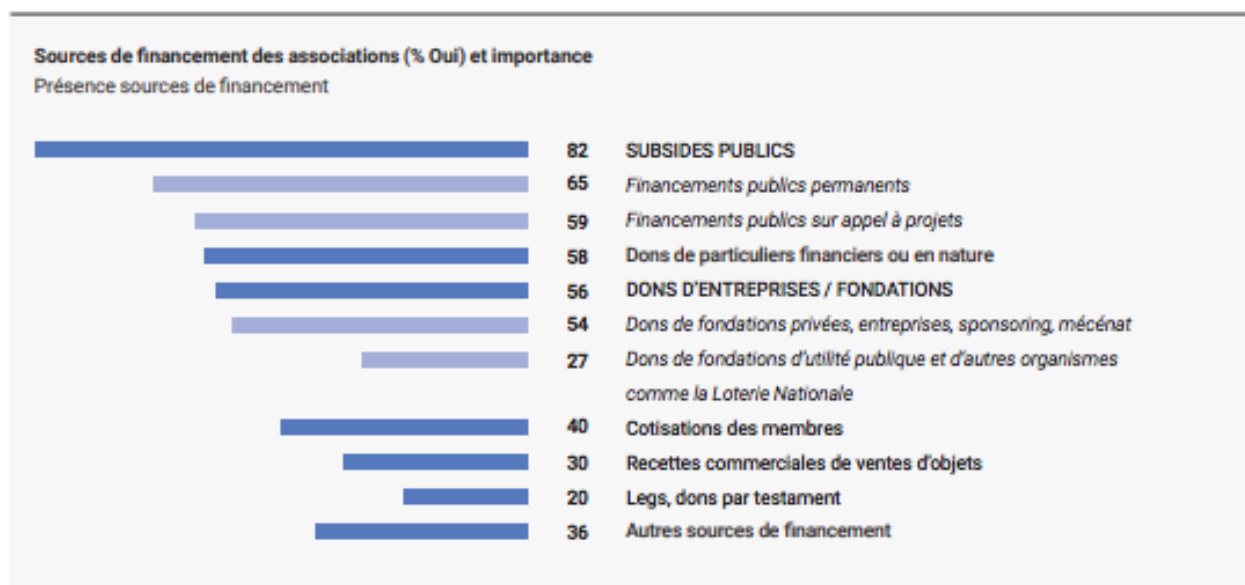 Sources de financement des associations (% Oui) et importance
Présence sources de financement
82 SUBSIDES PUBLICS
65 Financements publics permanents
59 Financements publics sur appel à projets
58 Dons de particuliers financiers ou en nature
56 DONS D'ENTREPRISES / FONDATIONS
54 Dons de fondations privées, entreprises, sponsoring, mécénat
27 Dons de fondations d'utilité publique et d'autres organismes
comme la Loterie Nationale
40 Cotisations des membres
30 Recettes commerciales de ventes d'objets
20 Legs, dons par testament
36 Autres sources de financement